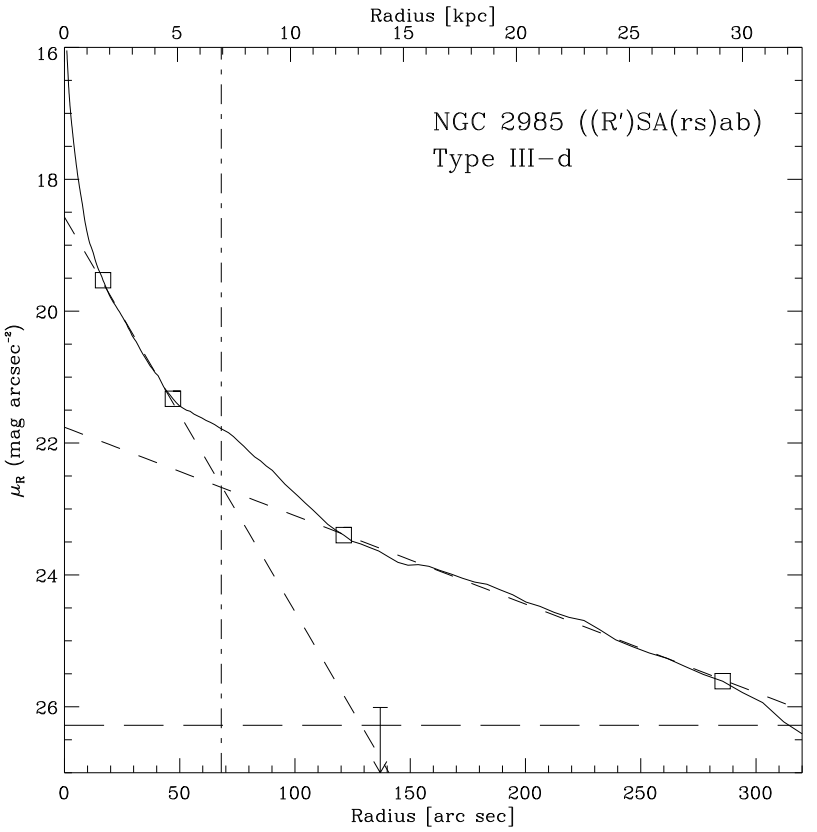 Radius [kpc]
0 5 10 15 20 25 30
NGC 2985 ((R')SA(rs)ab)
Type III-d
16
18
20
22
24
26
μR (mag arcsec-2)
0 50 100 150 200 250 300
Radius [arc sec]